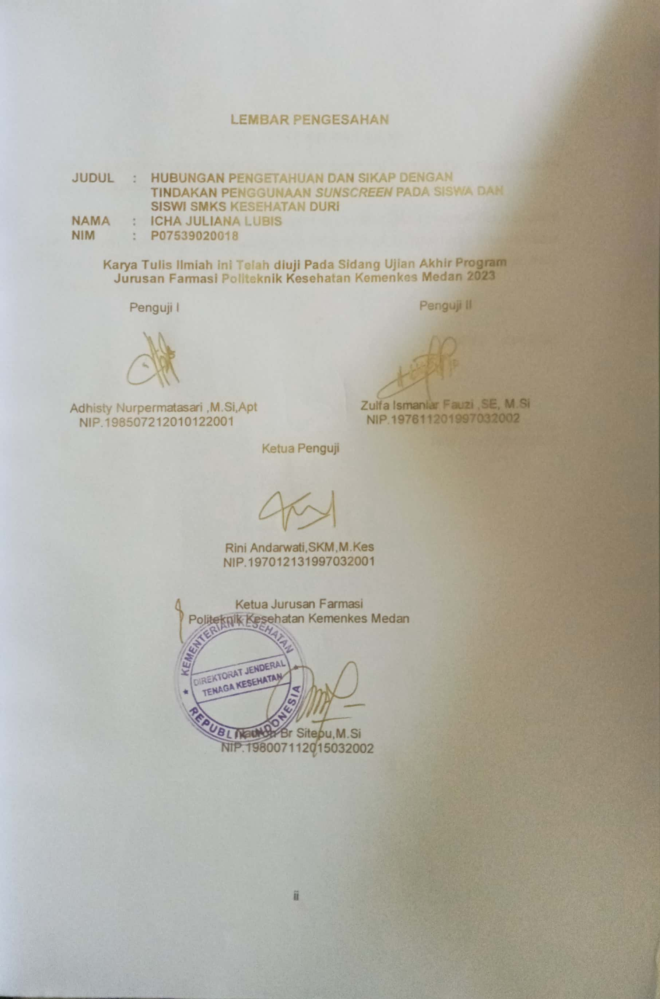 LEMBAR PENGESAHAN
JUDUL : HUBUNGAN PENGETAHUAN DAN SIKAP DENGAN
TINDAKAN PENGGUNAAN SUNSCREEN PADA SISWA DAN
SISWI SMKS KESEHATAN DURI
NAMA : ICHA JULIANA LUBIS
NIM : P07539020018
Karya Tulis Ilmiah ini Telah diuji Pada Sidang Ujian Akhir Program
Jurusan Farmasi Politeknik Kesehatan Kemenkes Medan 2023
Penguji I Penguji II
Adhisty Nurpermatasari ,M.Si,Apt Zulfa Ismaniar Fauzi ,SE, M.Si
NIP.198507212010122001 NIP.197611201997032002
Ketua Penguji
Rini Andarwati,SKM,M.Kes
NIP.197012131997032001
Ketua Jurusan Farmasi
Politeknik Kesehatan Kemenkes Medan
KEMENTERIAN KESEHATAN
DIREKTORAT JENDERAL
TENAGA KESEHATAN
REPUBLIK INDONESIA
Br Sitepu,M.Si
NIP.198007112015032002
ii